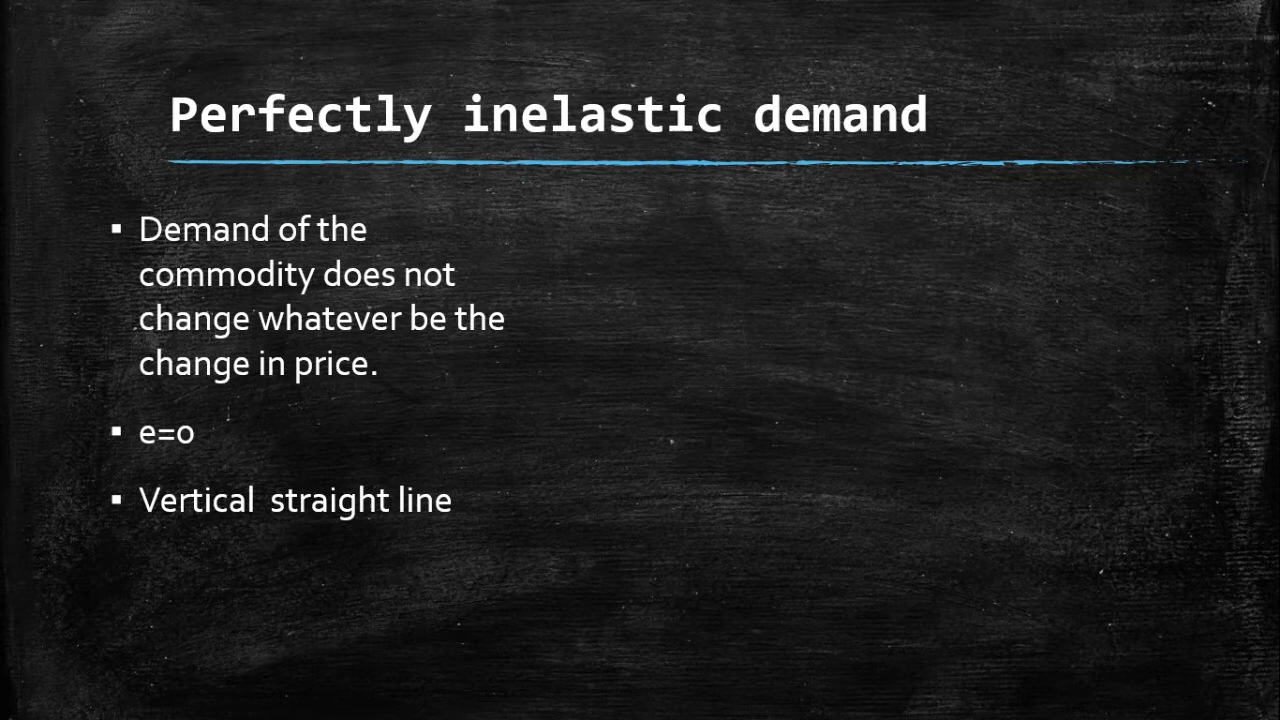 Perfectly inelastic demand
▪ Demand of the
commodity does not
change whatever be the
change in price.
▪ e=0
▪ Vertical  straight line